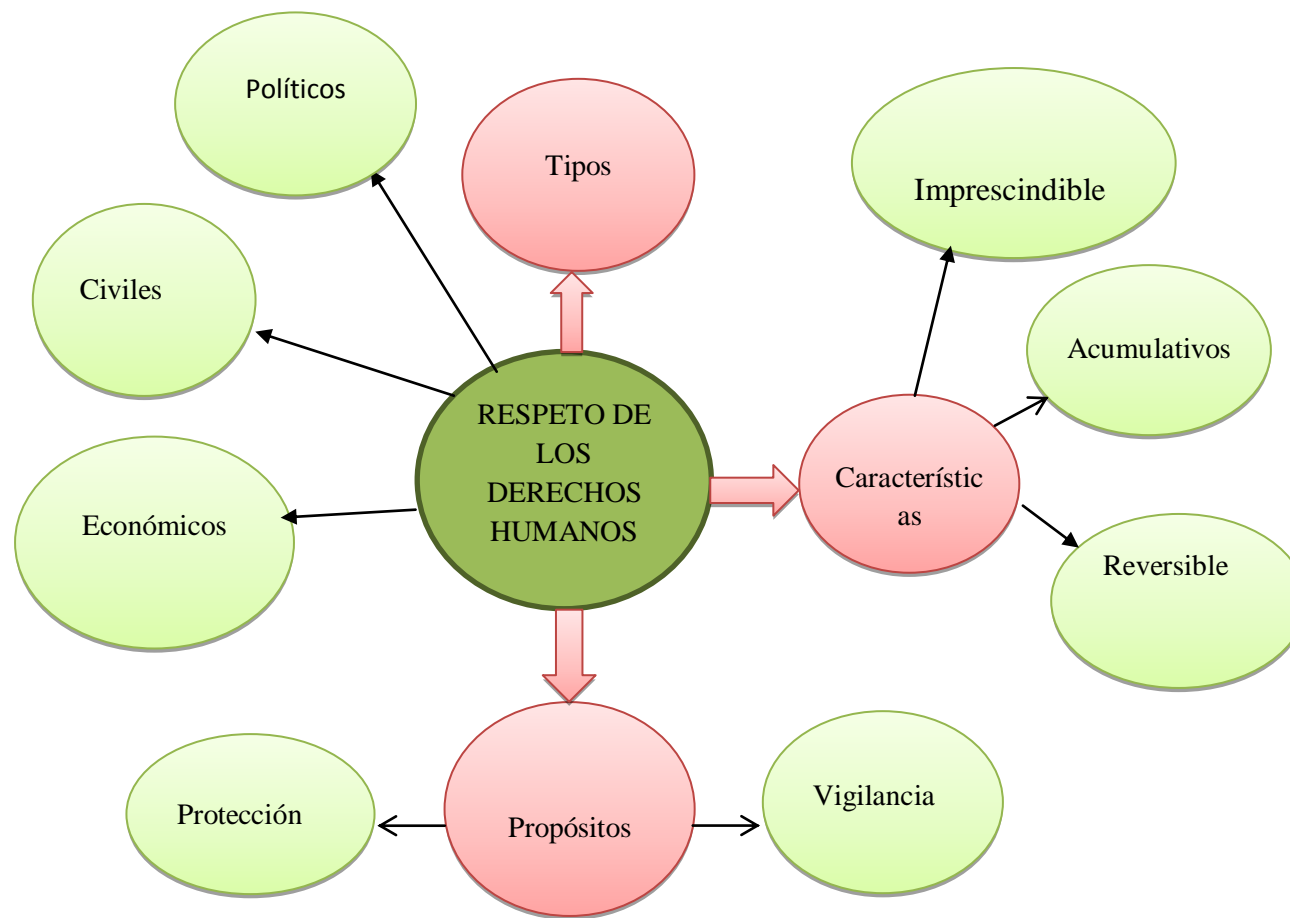 Políticos
Tipos
Imprescindible
Civiles
Acumulativos
RESPETO DE
LOS
DERECHOS
HUMANOS
Característic
as
Económicos
Reversible
Protección
Propósitos
Vigilancia